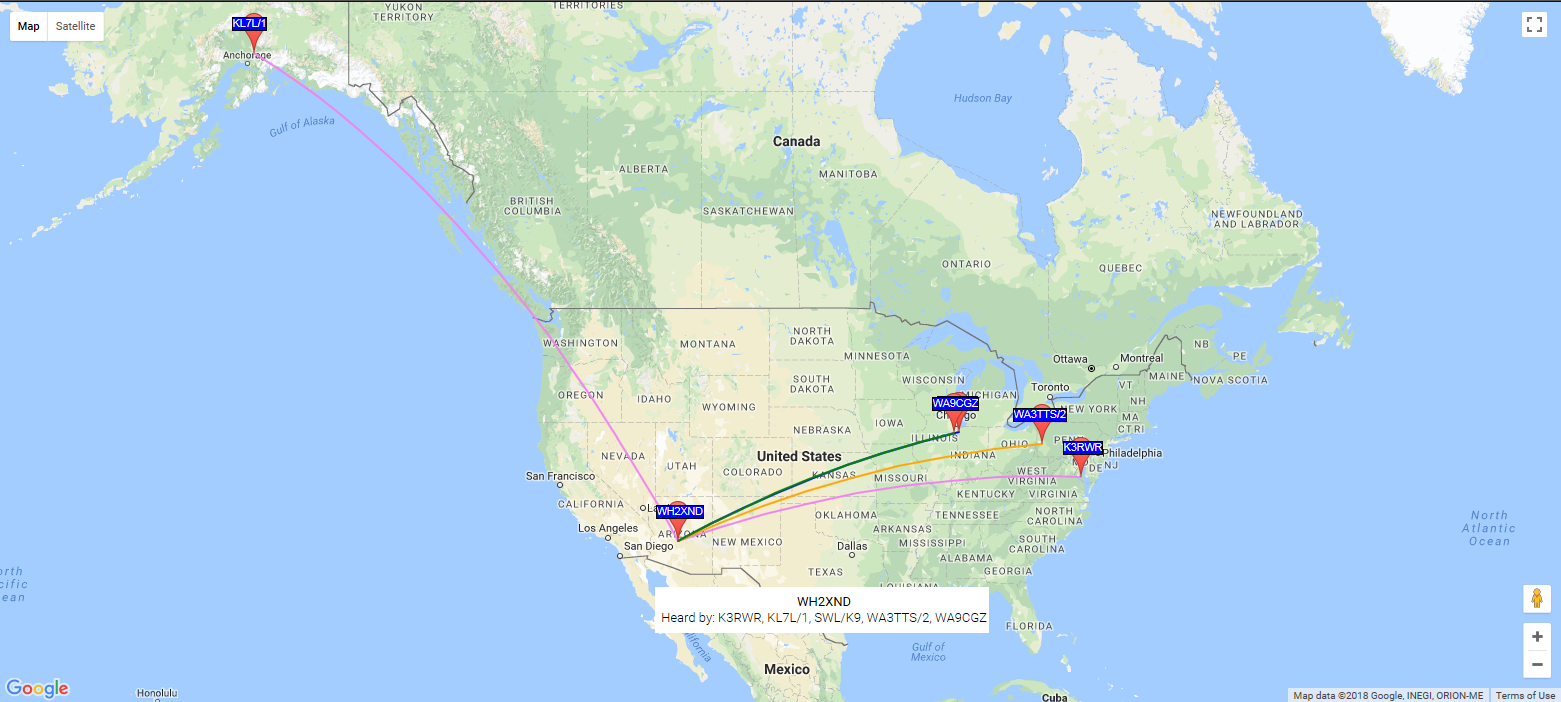 YUKON
TERRITORY
TERRITORIES
Map
Satellite
KL7L/1
Anchorage
Gulf of Alaska
Hudson Bay
Canada
ALBERTA
MANITOBA
BRITISH
COLUMBIA
SASKATCHEWAN
NEWFOUNDLAND
AND LABRADOR
ONTARIO
QUEBEC
WASHINGTON
MONTANA
NORTH
DAKOTA
MINNESOTA
Ottawa
Montreal
NB
PE
OREGON
IDAHO
WYOMING
SOUTH
DAKOTA
WISCONSIN
MICHIGAN
Toronto
VT
MAINE
NOVA SCOTIA
NH
WA9CGZ
WA3TTS/2
NEW YORK
MA
CT RI
NEBRASKA
IOWA
ILLINOIS
INDIANA
OHIO
K3RWR
Philadelphia
DE
NJ
NEVADA
UTAH
COLORADO
United States
KANSAS
MISSOURI
WEST
VIRGINIA
VIRGINIA
KENTUCKY
San Francisco
CALIFORNIA
WH2XND
ARIZONA
NEW MEXICO
OKLAHOMA
ARKANSAS
TENNESSEE
NORTH
CAROLINA
MISSISSIPPI
SOUTH
CAROLINA
Los Angeles
San Diego
Dallas
ALABAMA
TEXAS
GEORGIA
LOUISIANA
North
Atlantic
Ocean
WH2XND
Heard by: K3RWR, KL7L/1, SWL/K9, WA3TTS/2, WA9CGZ
FLORIDA
Gulf of
Mexico
Mexico
Cuba
Honolulu
Google
Map data ©2018 Google, INEGI, ORION-ME
Terms of Use